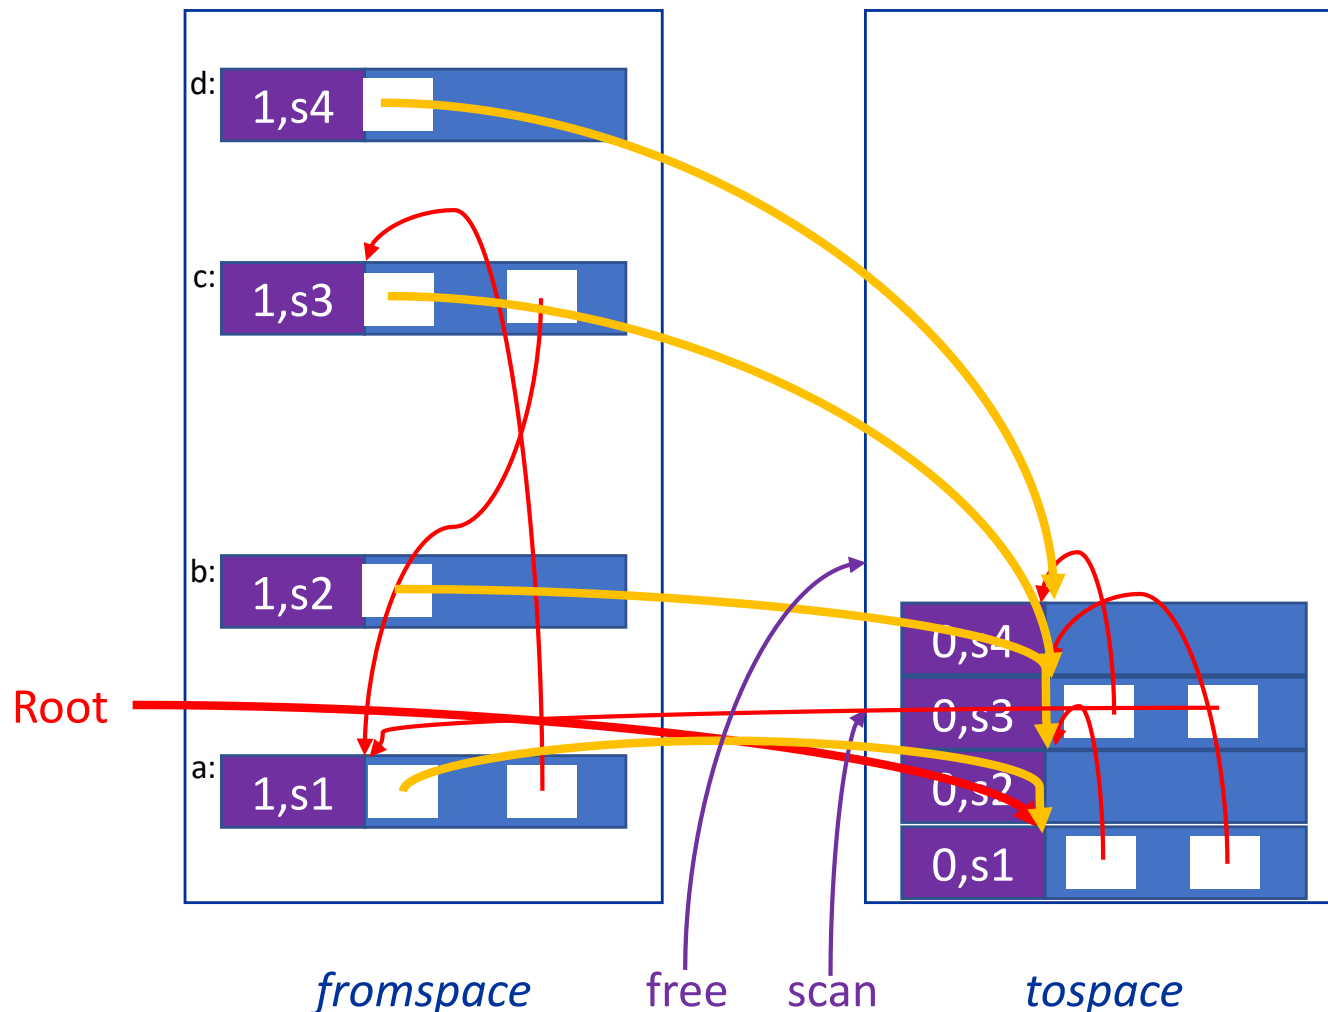 d:
1,s4
c:
1,s3
b:
1,s2
0,s4
Root
0,s3
a:
1,s1
0,s2
0,s1
fromspace
free
scan
tospace